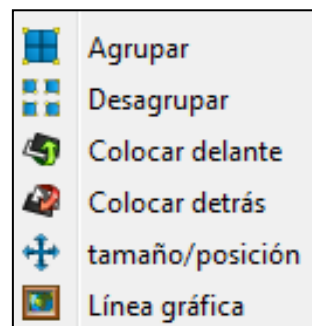 Agrupar
Desagrupar
Colocar delante
Colocar detrás
tamaño/posición
Línea gráfica